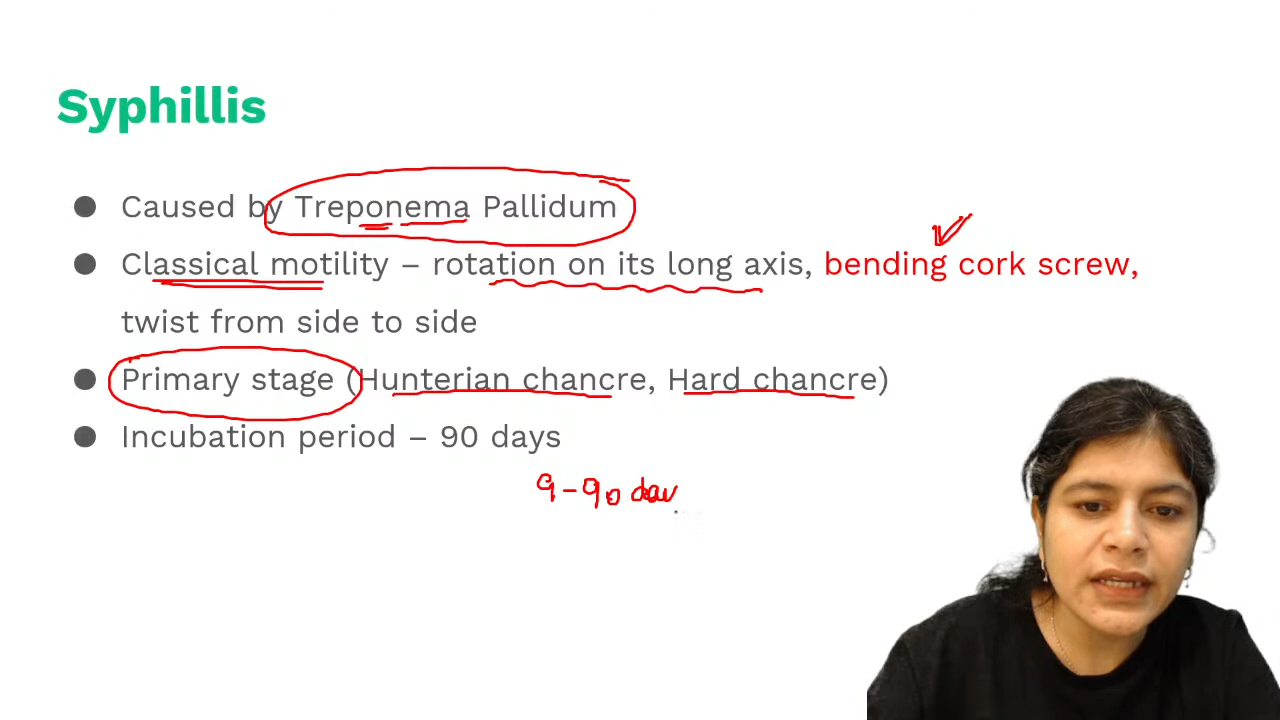 Syphillis
● Caused by Treponema Pallidum
● Classical motility – rotation on its long axis, bending cork screw,
twist from side to side
● Primary stage (Hunterian chancre, Hard chancre)
● Incubation period – 90 days
9-90 day